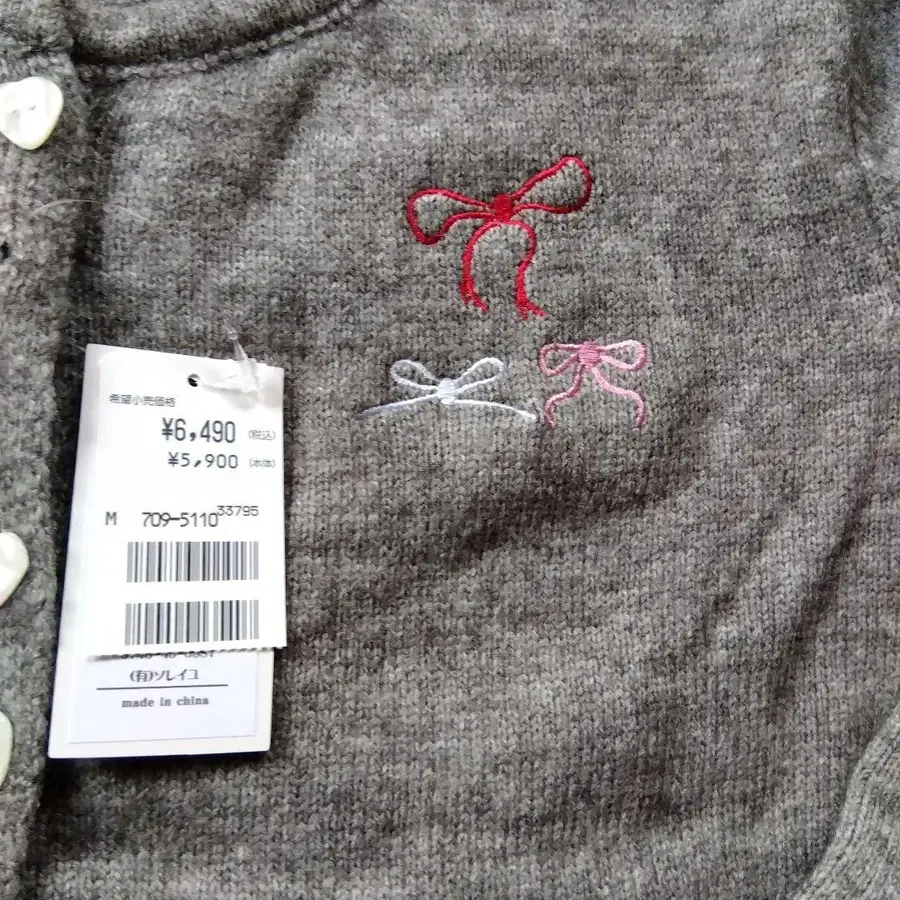 希望小売価格
¥6,490 (税込)
¥5,900 (本体)
M 709-5110 33795
(有)ソレイユ
made in china